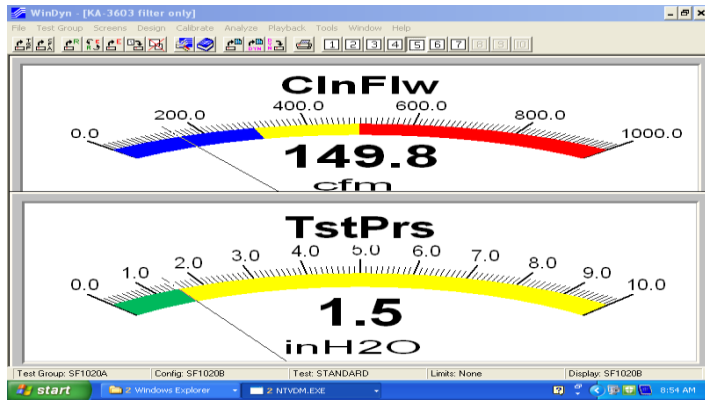 WinDyn - [KA-3603 filter only]
File Test Group Screens Design Calibrate Analyze Playback Tools Window Help
1 2 3 4 5 6 7 8 9 10
ClnFlw
0.0 200.0 400.0 600.0 800.0 1000.0
149.8
cfm
TstPrs
0.0 1.0 2.0 3.0 4.0 5.0 6.0 7.0 8.0 9.0 10.0
1.5
inH2O
Test Group: SF1020A Config: SF1020B Test: STANDARD Limits: None Display: SF1020B
start 2 Windows Explorer 2 NTVDM.EXE 8:54 AM